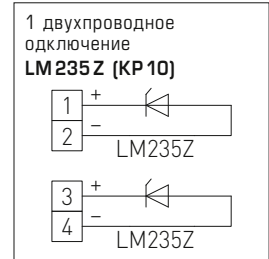 1 двухпроводное
одключение
LM235Z (KP10)
1 +
2 –
LM235Z
3 +
4 –
LM235Z